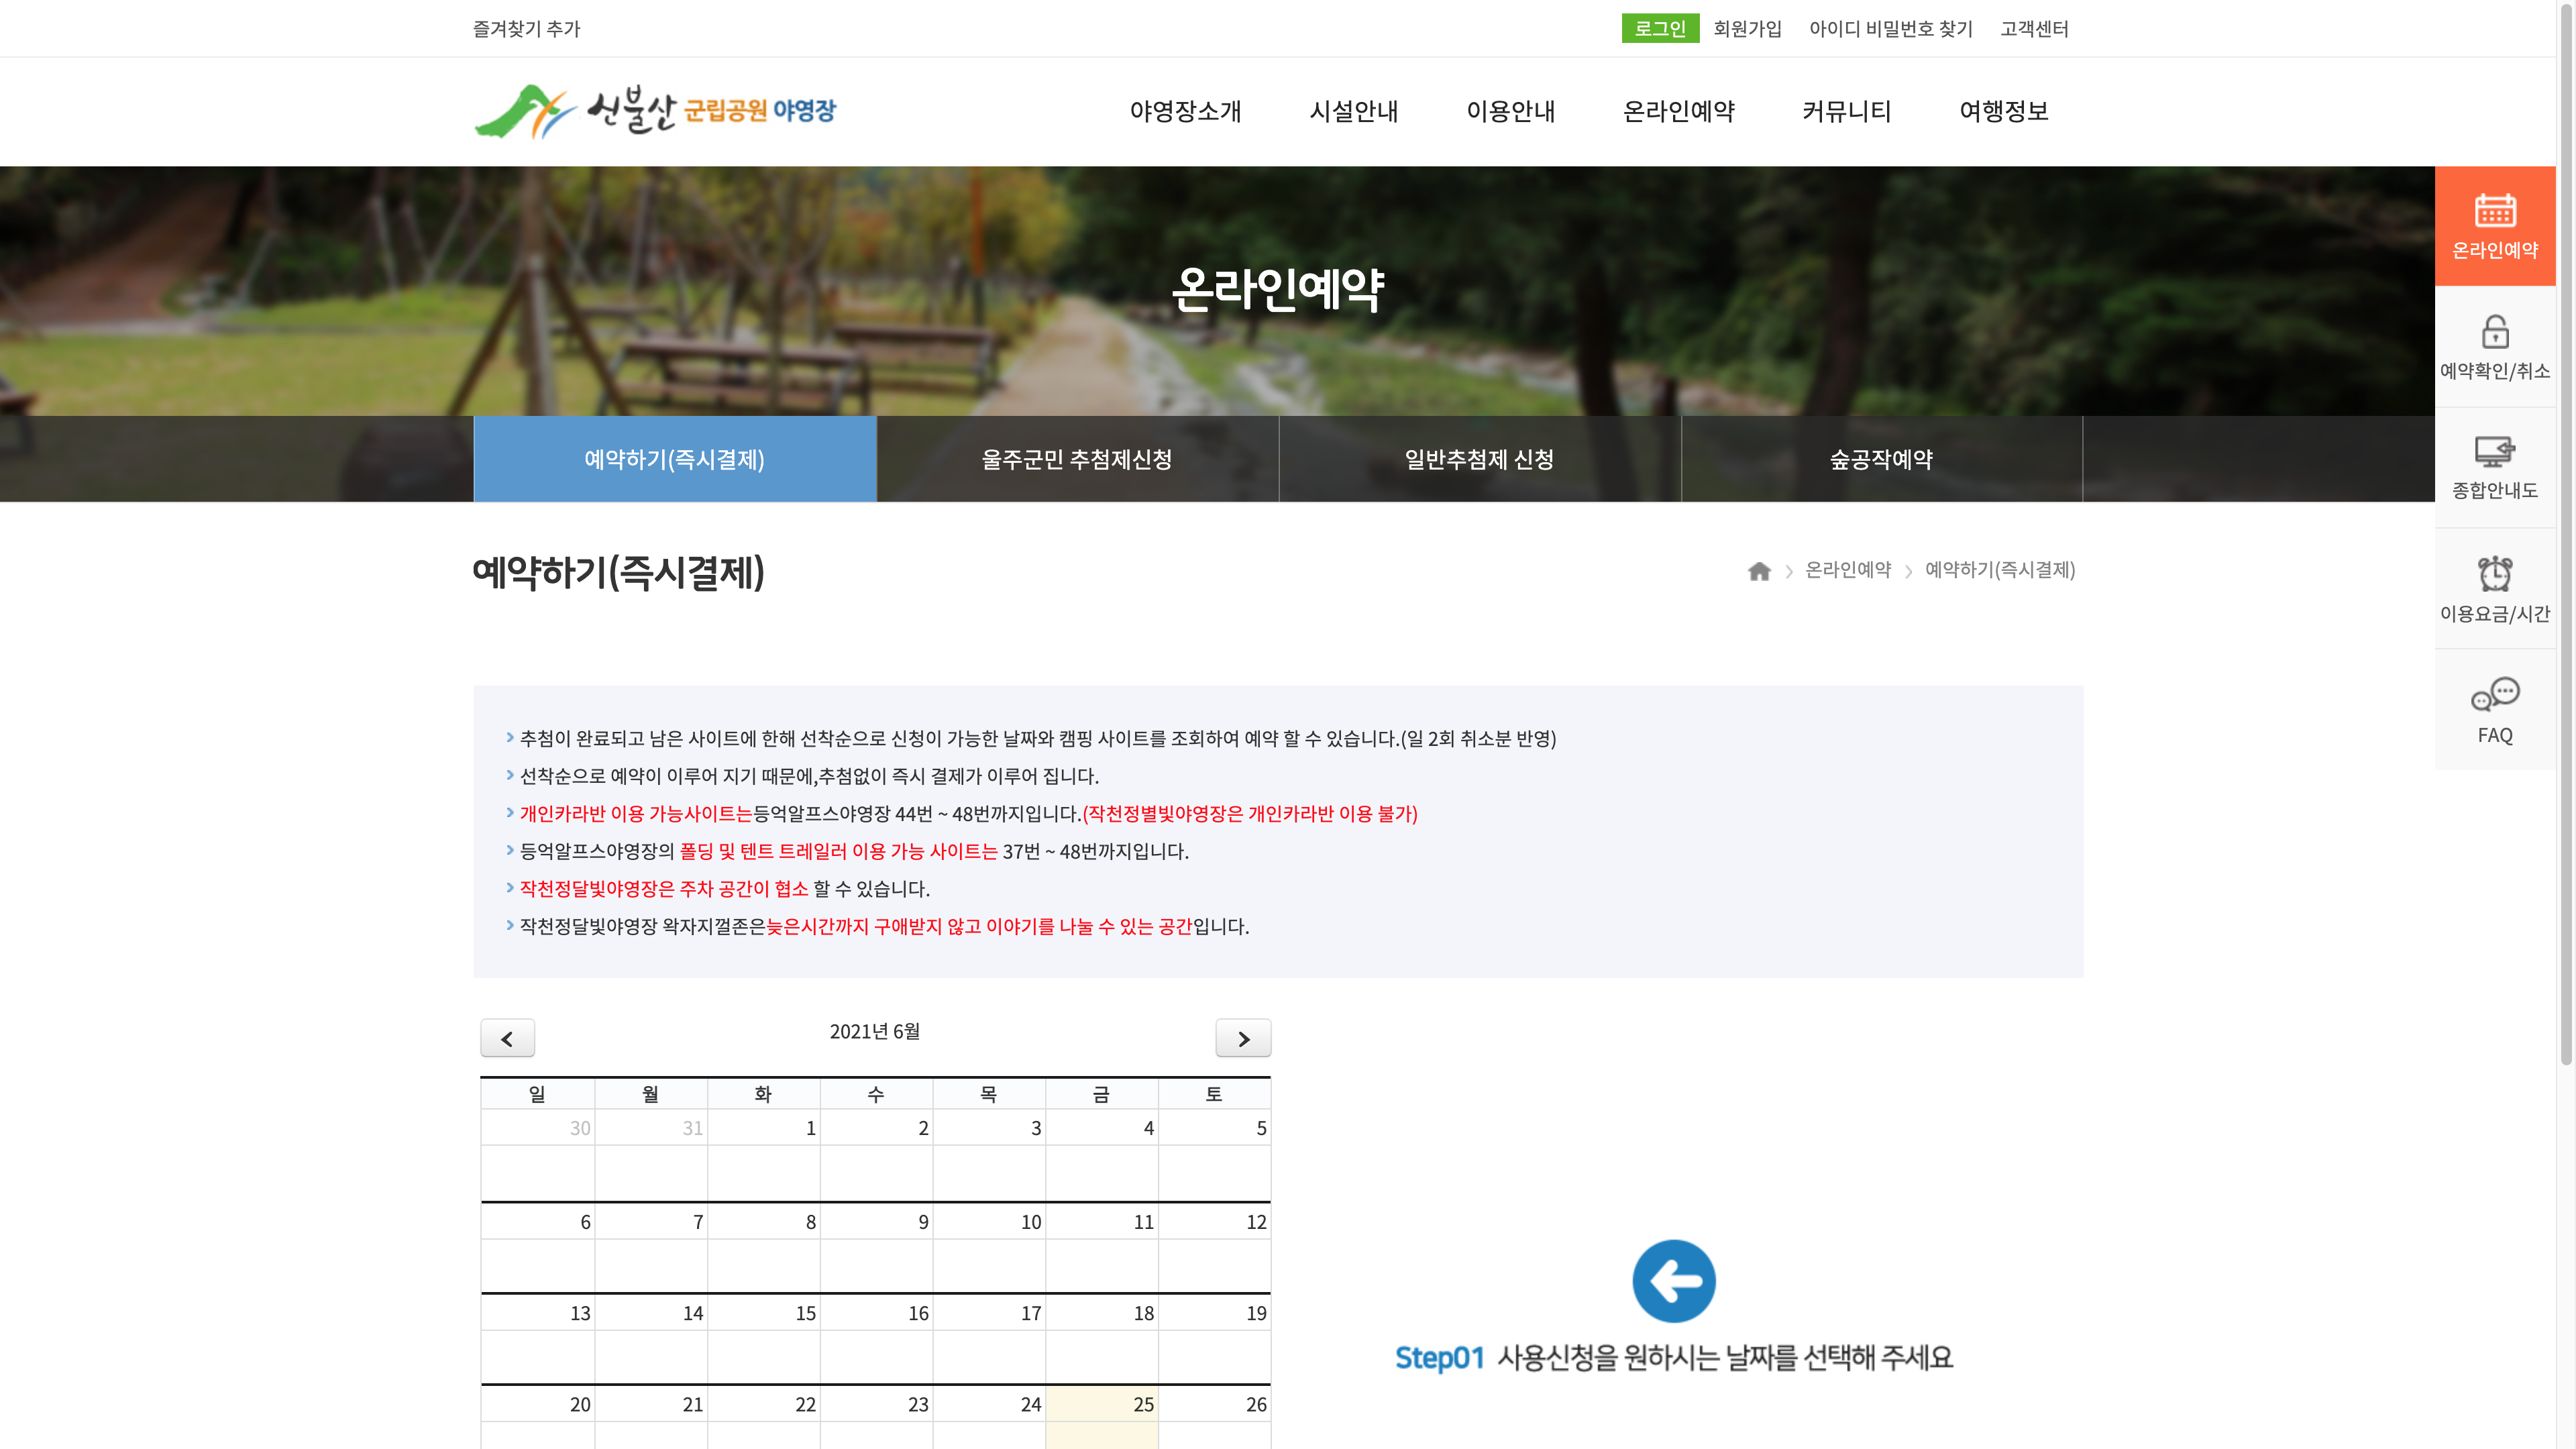 즐겨찾기 추가
로그인 회원가입 아이디 비밀번호 찾기 고객센터
신불산 군립공원 야영장
야영장소개 시설안내 이용안내 온라인예약 커뮤니티 여행정보
온라인예약
온라인예약
예약확인/취소
종합안내도
이용요금/시간
FAQ
예약하기(즉시결제) 울주군민 추첨제신청 일반추첨제 신청 숲공작예약
예약하기(즉시결제)
온라인예약 예약하기(즉시결제)
추첨이 완료되고 남은 사이트에 한해 선착순으로 신청이 가능한 날짜와 캠핑 사이트를 조회하여 예약 할 수 있습니다.(일 2회 취소분 반영)
선착순으로 예약이 이루어 지기 때문에,추첨없이 즉시 결제가 이루어 집니다.
개인카라반 이용 가능사이트는등억알프스야영장 44번 ~ 48번까지입니다.(작천정별빛야영장은 개인카라반 이용 불가)
등억알프스야영장의 폴딩 및 텐트 트레일러 이용 가능 사이트는 37번 ~ 48번까지입니다.
작천정달빛야영장은 주차 공간이 협소 할 수 있습니다.
작천정달빛야영장 왁자지껄존은늦은시간까지 구애받지 않고 이야기를 나눌 수 있는 공간입니다.
2021년 6월
일 월 화 수 목 금 토
30 31 1 2 3 4 5
6 7 8 9 10 11 12
13 14 15 16 17 18 19
20 21 22 23 24 25 26
Step01 사용신청을 원하시는 날짜를 선택해 주세요